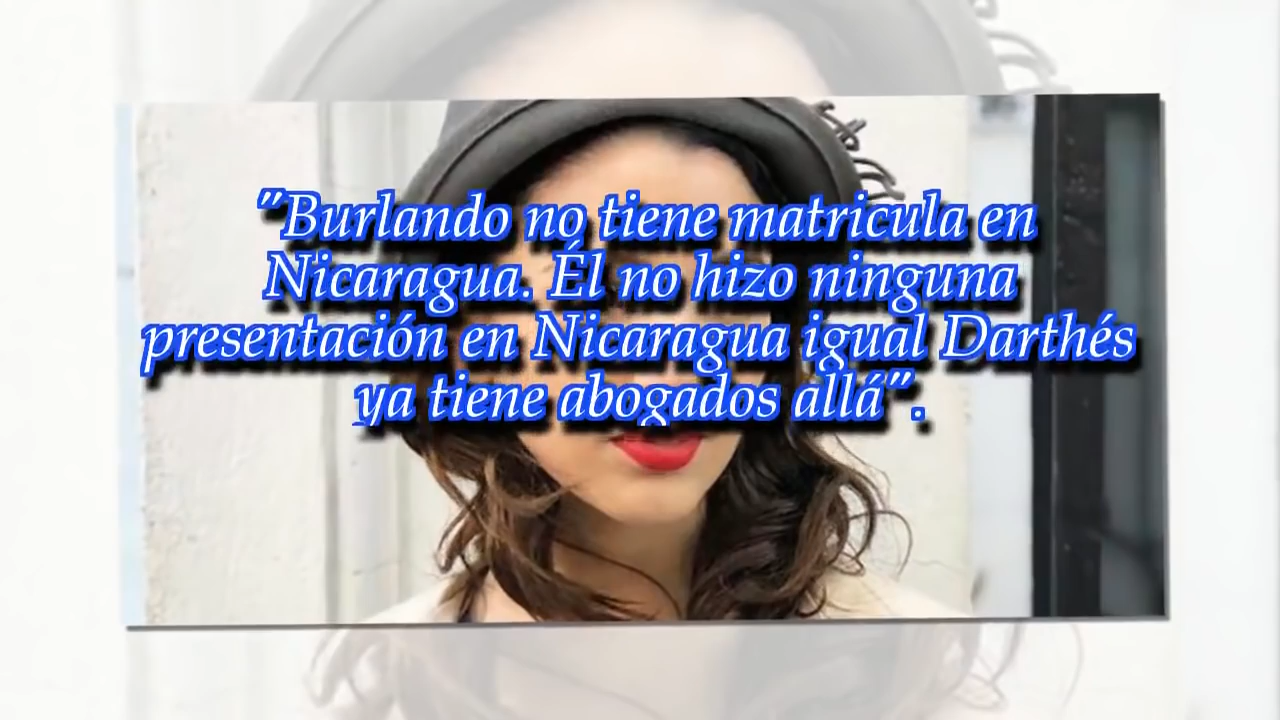 "Burlando no tiene matricula en
Nicaragua. Él no hizo ninguna
presentación en Nicaragua igual Darthés
ya tiene abogados allá".